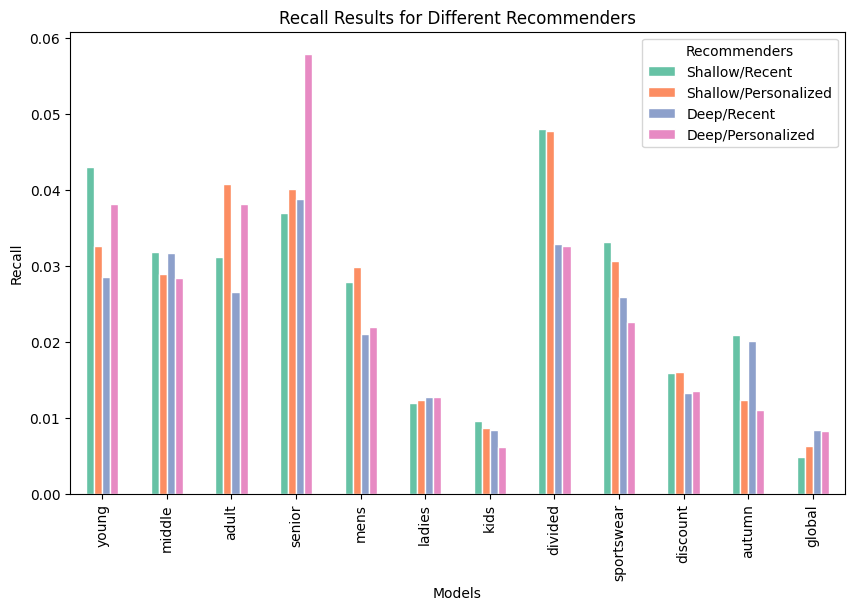 Recall Results for Different Recommenders
Recommenders
Shallow/Recent
Shallow/Personalized
Deep/Recent
Deep/Personalized
Recall
0.06
0.05
0.04
0.03
0.02
0.01
0.00
young
middle
adult
senior
mens
ladies
kids
divided
sportswear
discount
autumn
global
Models